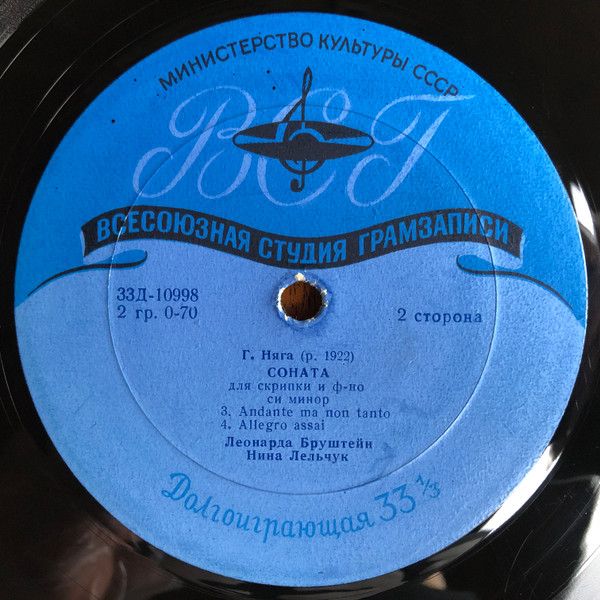 МИНИСТЕРСТВО КУЛЬТУРЫ СССР
ВСГ
ВСЕСОЮЗНАЯ СТУДИЯ ГРАМЗАПИСИ
33Д-10998
2 гр. 0-70
2 сторона
Г. Няга (р. 1922)
СОНАТА
для скрипки и ф-но
си минор
3. Andante ma non tanto
4. Allegro assai
Леонарда Бруштейн
Нина Лельчук
Долгоиграющая 33 1/3